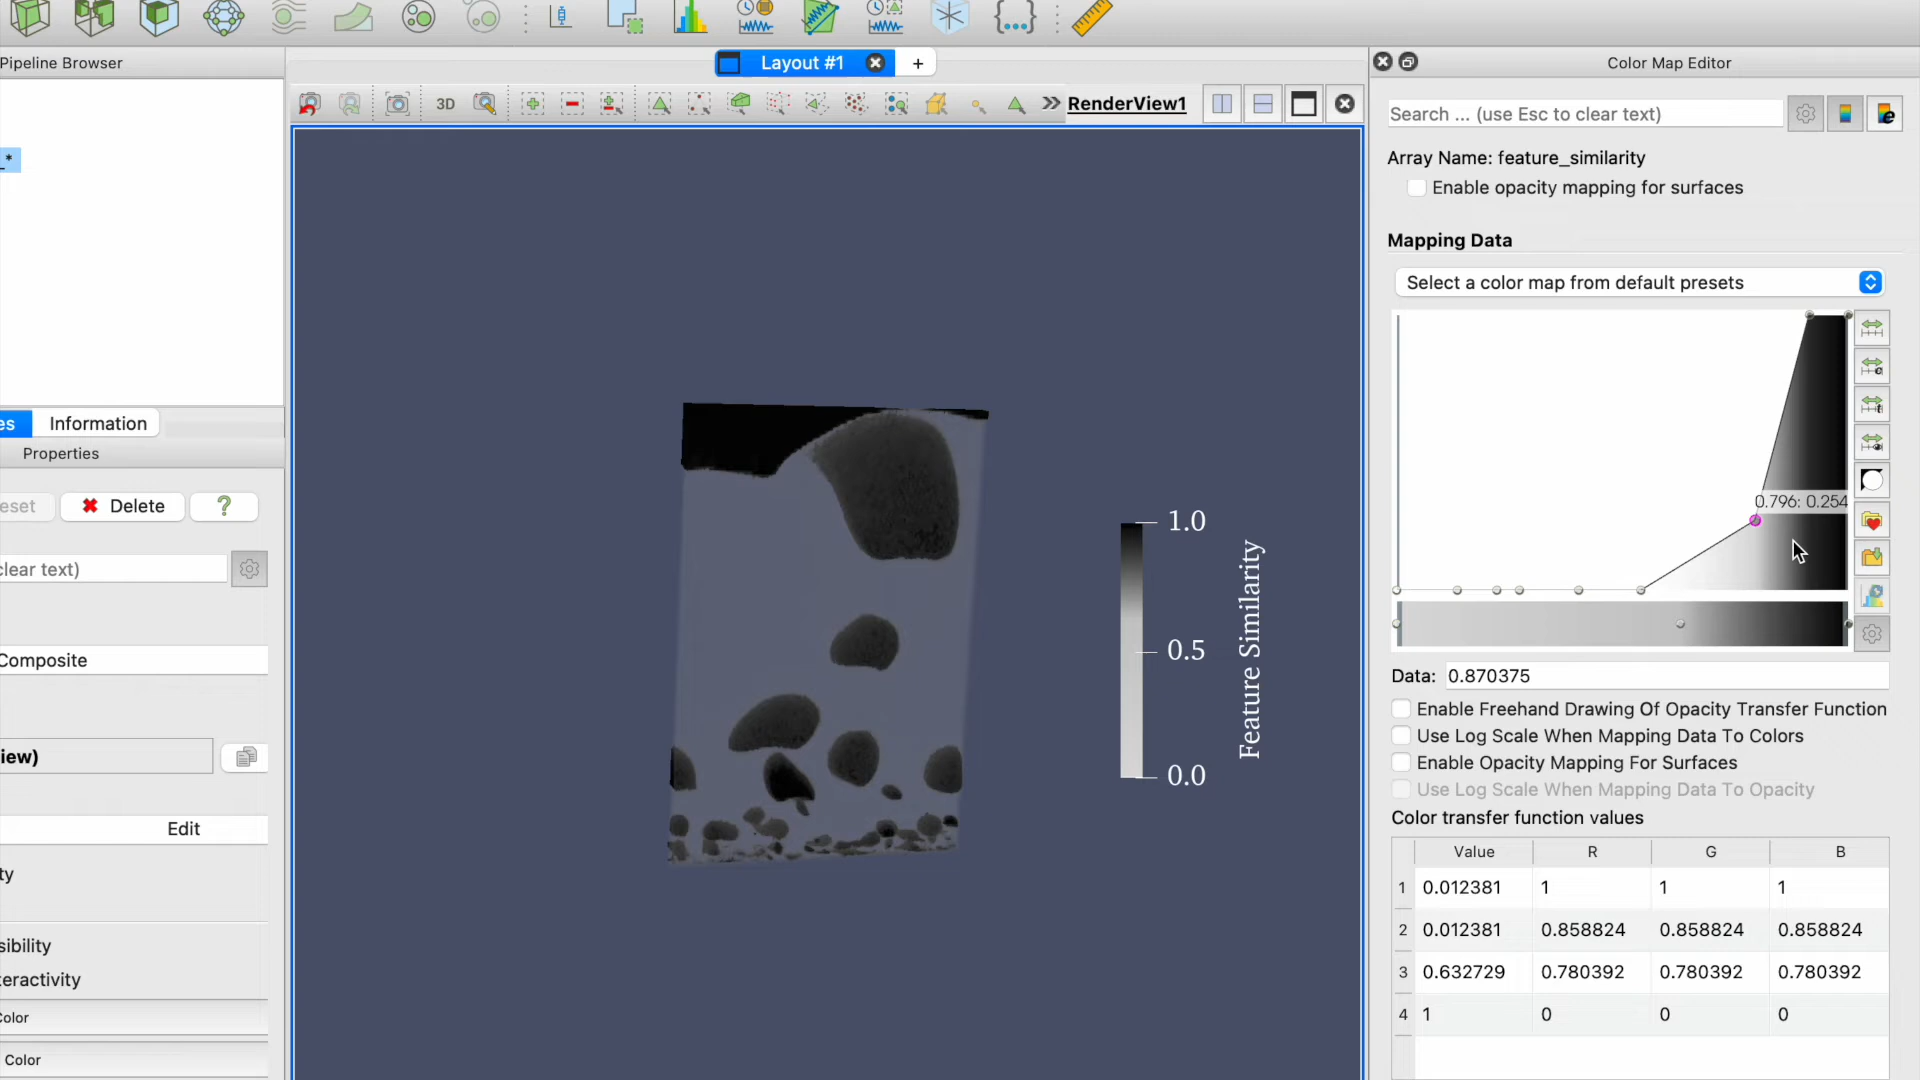 Pipeline Browser
_*
es
Information
Properties
eset
Delete
?
clear text)
Composite
iew)
Edit
ty
sibility
teractivity
Color
Color
Layout #1
+
3D
RenderView1
1.0
0.5
0.0
Feature Similarity
Color Map Editor
Search ... (use Esc to clear text)
Array Name: feature_similarity
Enable opacity mapping for surfaces
Mapping Data
Select a color map from default presets
0.796: 0.254
Data: 0.870375
Enable Freehand Drawing Of Opacity Transfer Function
Use Log Scale When Mapping Data To Colors
Enable Opacity Mapping For Surfaces
Use Log Scale When Mapping Data To Opacity
Color transfer function values
Value R G B
1 0.012381 1 1 1
2 0.012381 0.858824 0.858824 0.858824
3 0.632729 0.780392 0.780392 0.780392
4 1 0 0 0